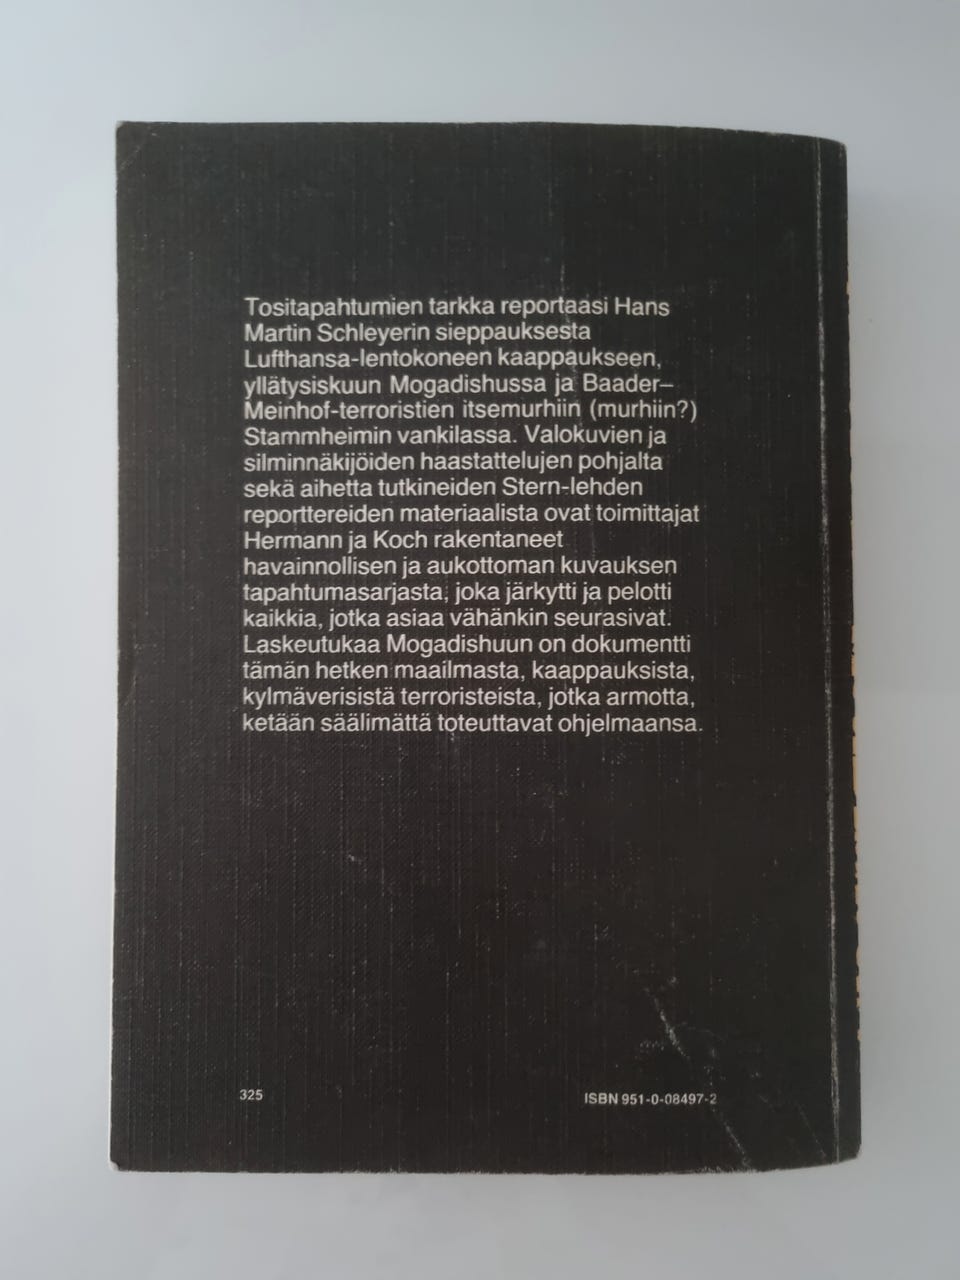 Tositapahtumien tarkka reportaasi Hans
Martin Schleyerin sieppauksesta
Lufthansa-lentokoneen kaappaukseen,
yllätysiskuun Mogadishussa ja Baader–
Meinhof-terroristien itsemurhiin (murhiin?)
Stammheimin vankilassa. Valokuvien ja
silminnäkijöiden haastattelujen pohjalta
sekä aihetta tutkineiden Stern-lehden
reporttereiden materiaalista ovat toimittajat
Hermann ja Koch rakentaneet
havainnollisen ja aukottoman kuvauksen
tapahtumasarjasta, joka järkytti ja pelotti
kaikkia, jotka asiaa vähänkin seurasivat.
Laskeutukaa Mogadishuun on dokumentti
tämän hetken maailmasta, kaappauksista,
kylmäverisistä terroristeista, jotka armotta,
ketään säälimättä toteuttavat ohjelmaansa.
325
ISBN 951-0-08497-2